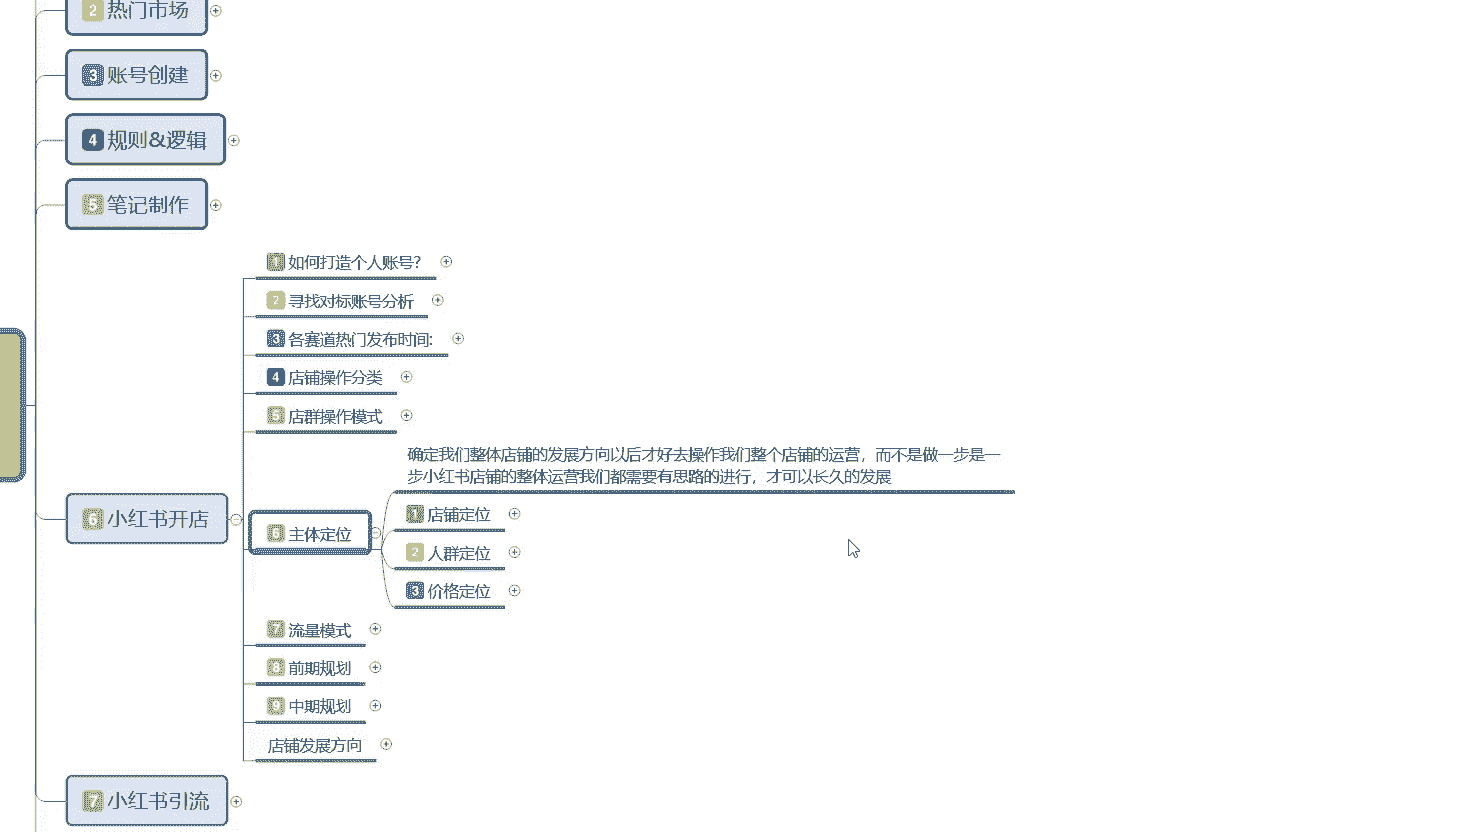 2 热门市场
3 账号创建
4 规则&逻辑
5 笔记制作
1 如何打造个人账号?
2 寻找对标账号分析
3 各赛道热门发布时间:
4 店铺操作分类
5 店群操作模式
确定我们整体店铺的发展方向以后才好去操作我们整个店铺的运营，而不是做一步是一
步小红书店铺的整体运营我们都需要有思路的进行，才可以长久的发展
6 小红书开店
6 主体定位
1 店铺定位
2 人群定位
3 价格定位
7 流量模式
8 前期规划
9 中期规划
店铺发展方向
7 小红书引流